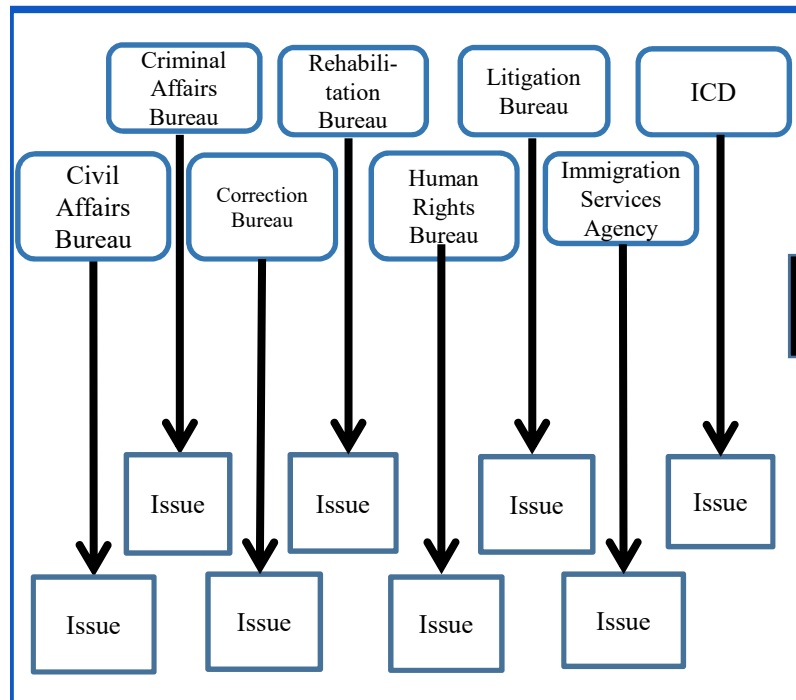 Criminal
Affairs
Bureau
Rehabili-
tation
Bureau
Litigation
Bureau
ICD
Civil
Affairs
Bureau
Correction
Bureau
Human
Rights
Bureau
Immigration
Services
Agency
Issue
Issue
Issue
Issue
Issue
Issue
Issue
Issue